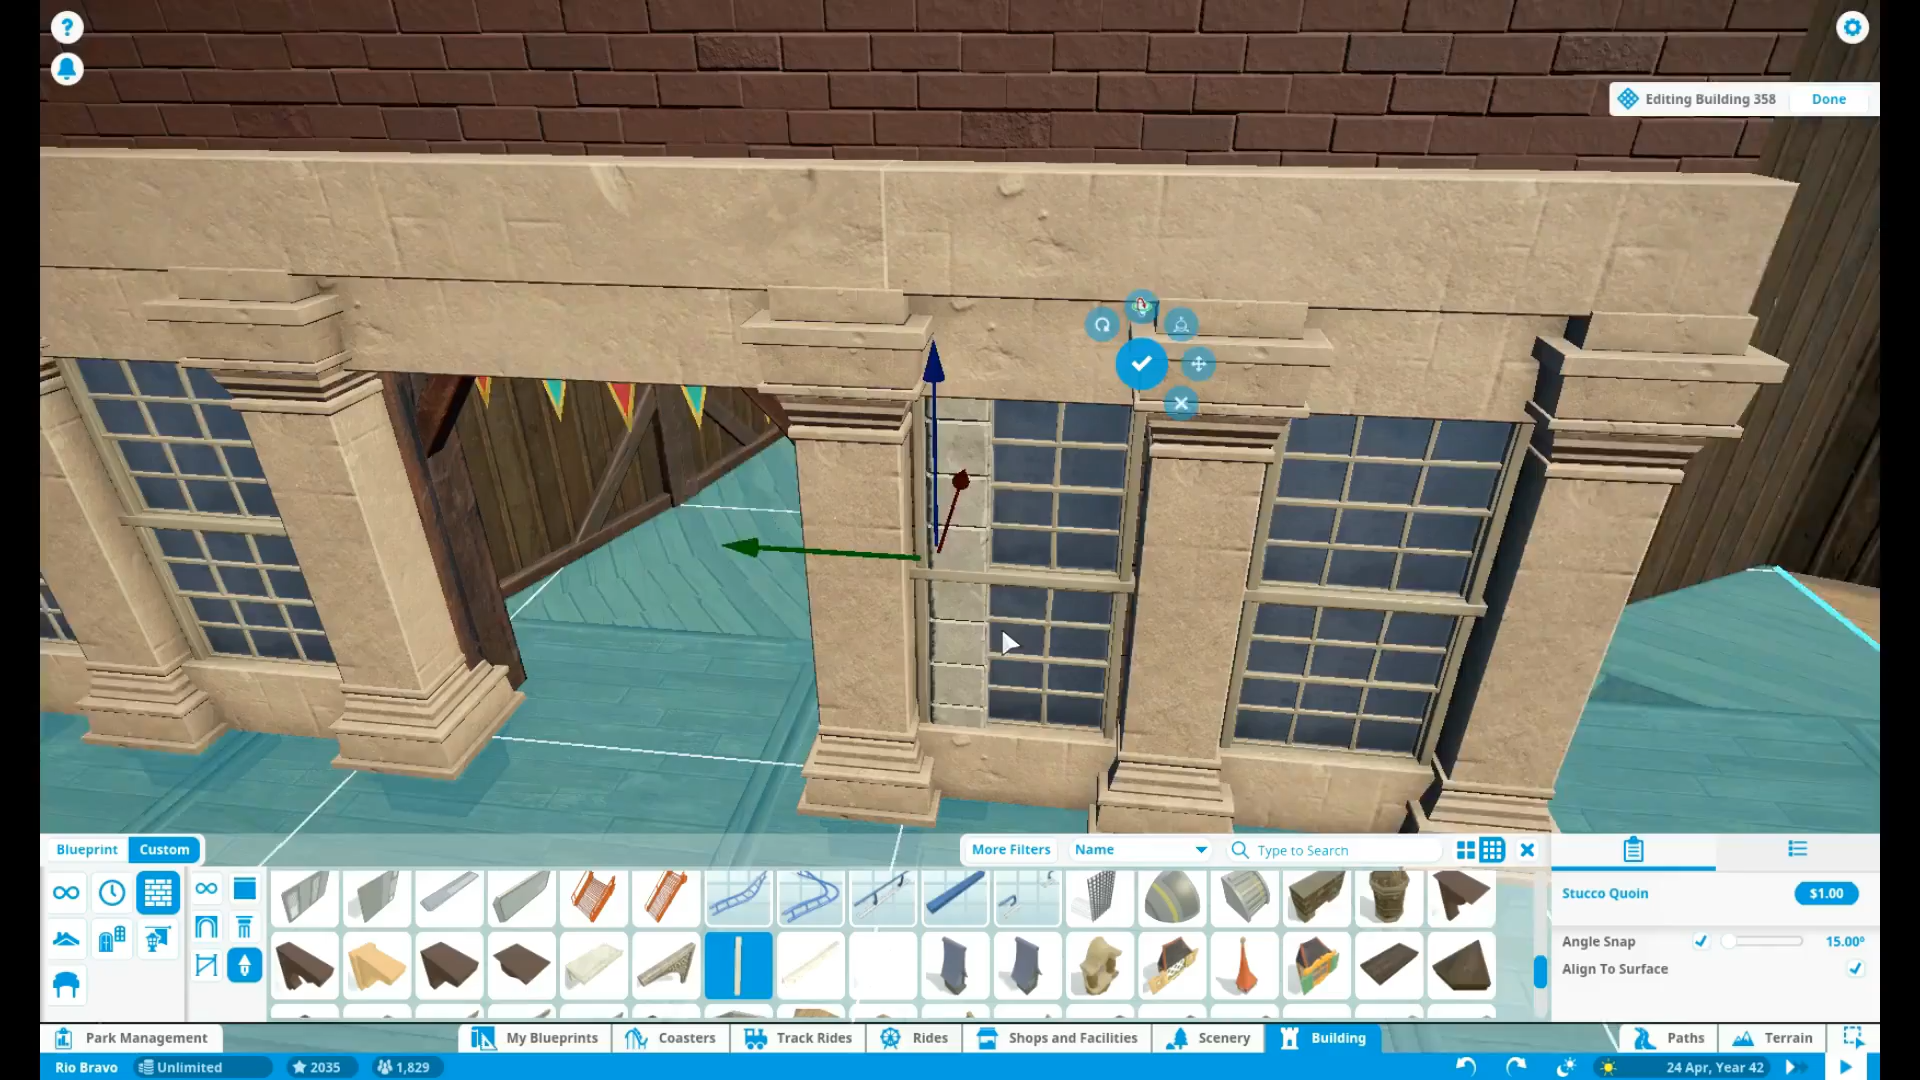 ?
Editing Building 358 Done
Blueprint Custom
More Filters Name Type to Search
Stucco Quoin $1.00
Angle Snap 15.00°
Align To Surface
Park Management My Blueprints Coasters Track Rides Rides Shops and Facilities Scenery Building Paths Terrain
Rio Bravo Unlimited 2035 1,829 24 Apr, Year 42